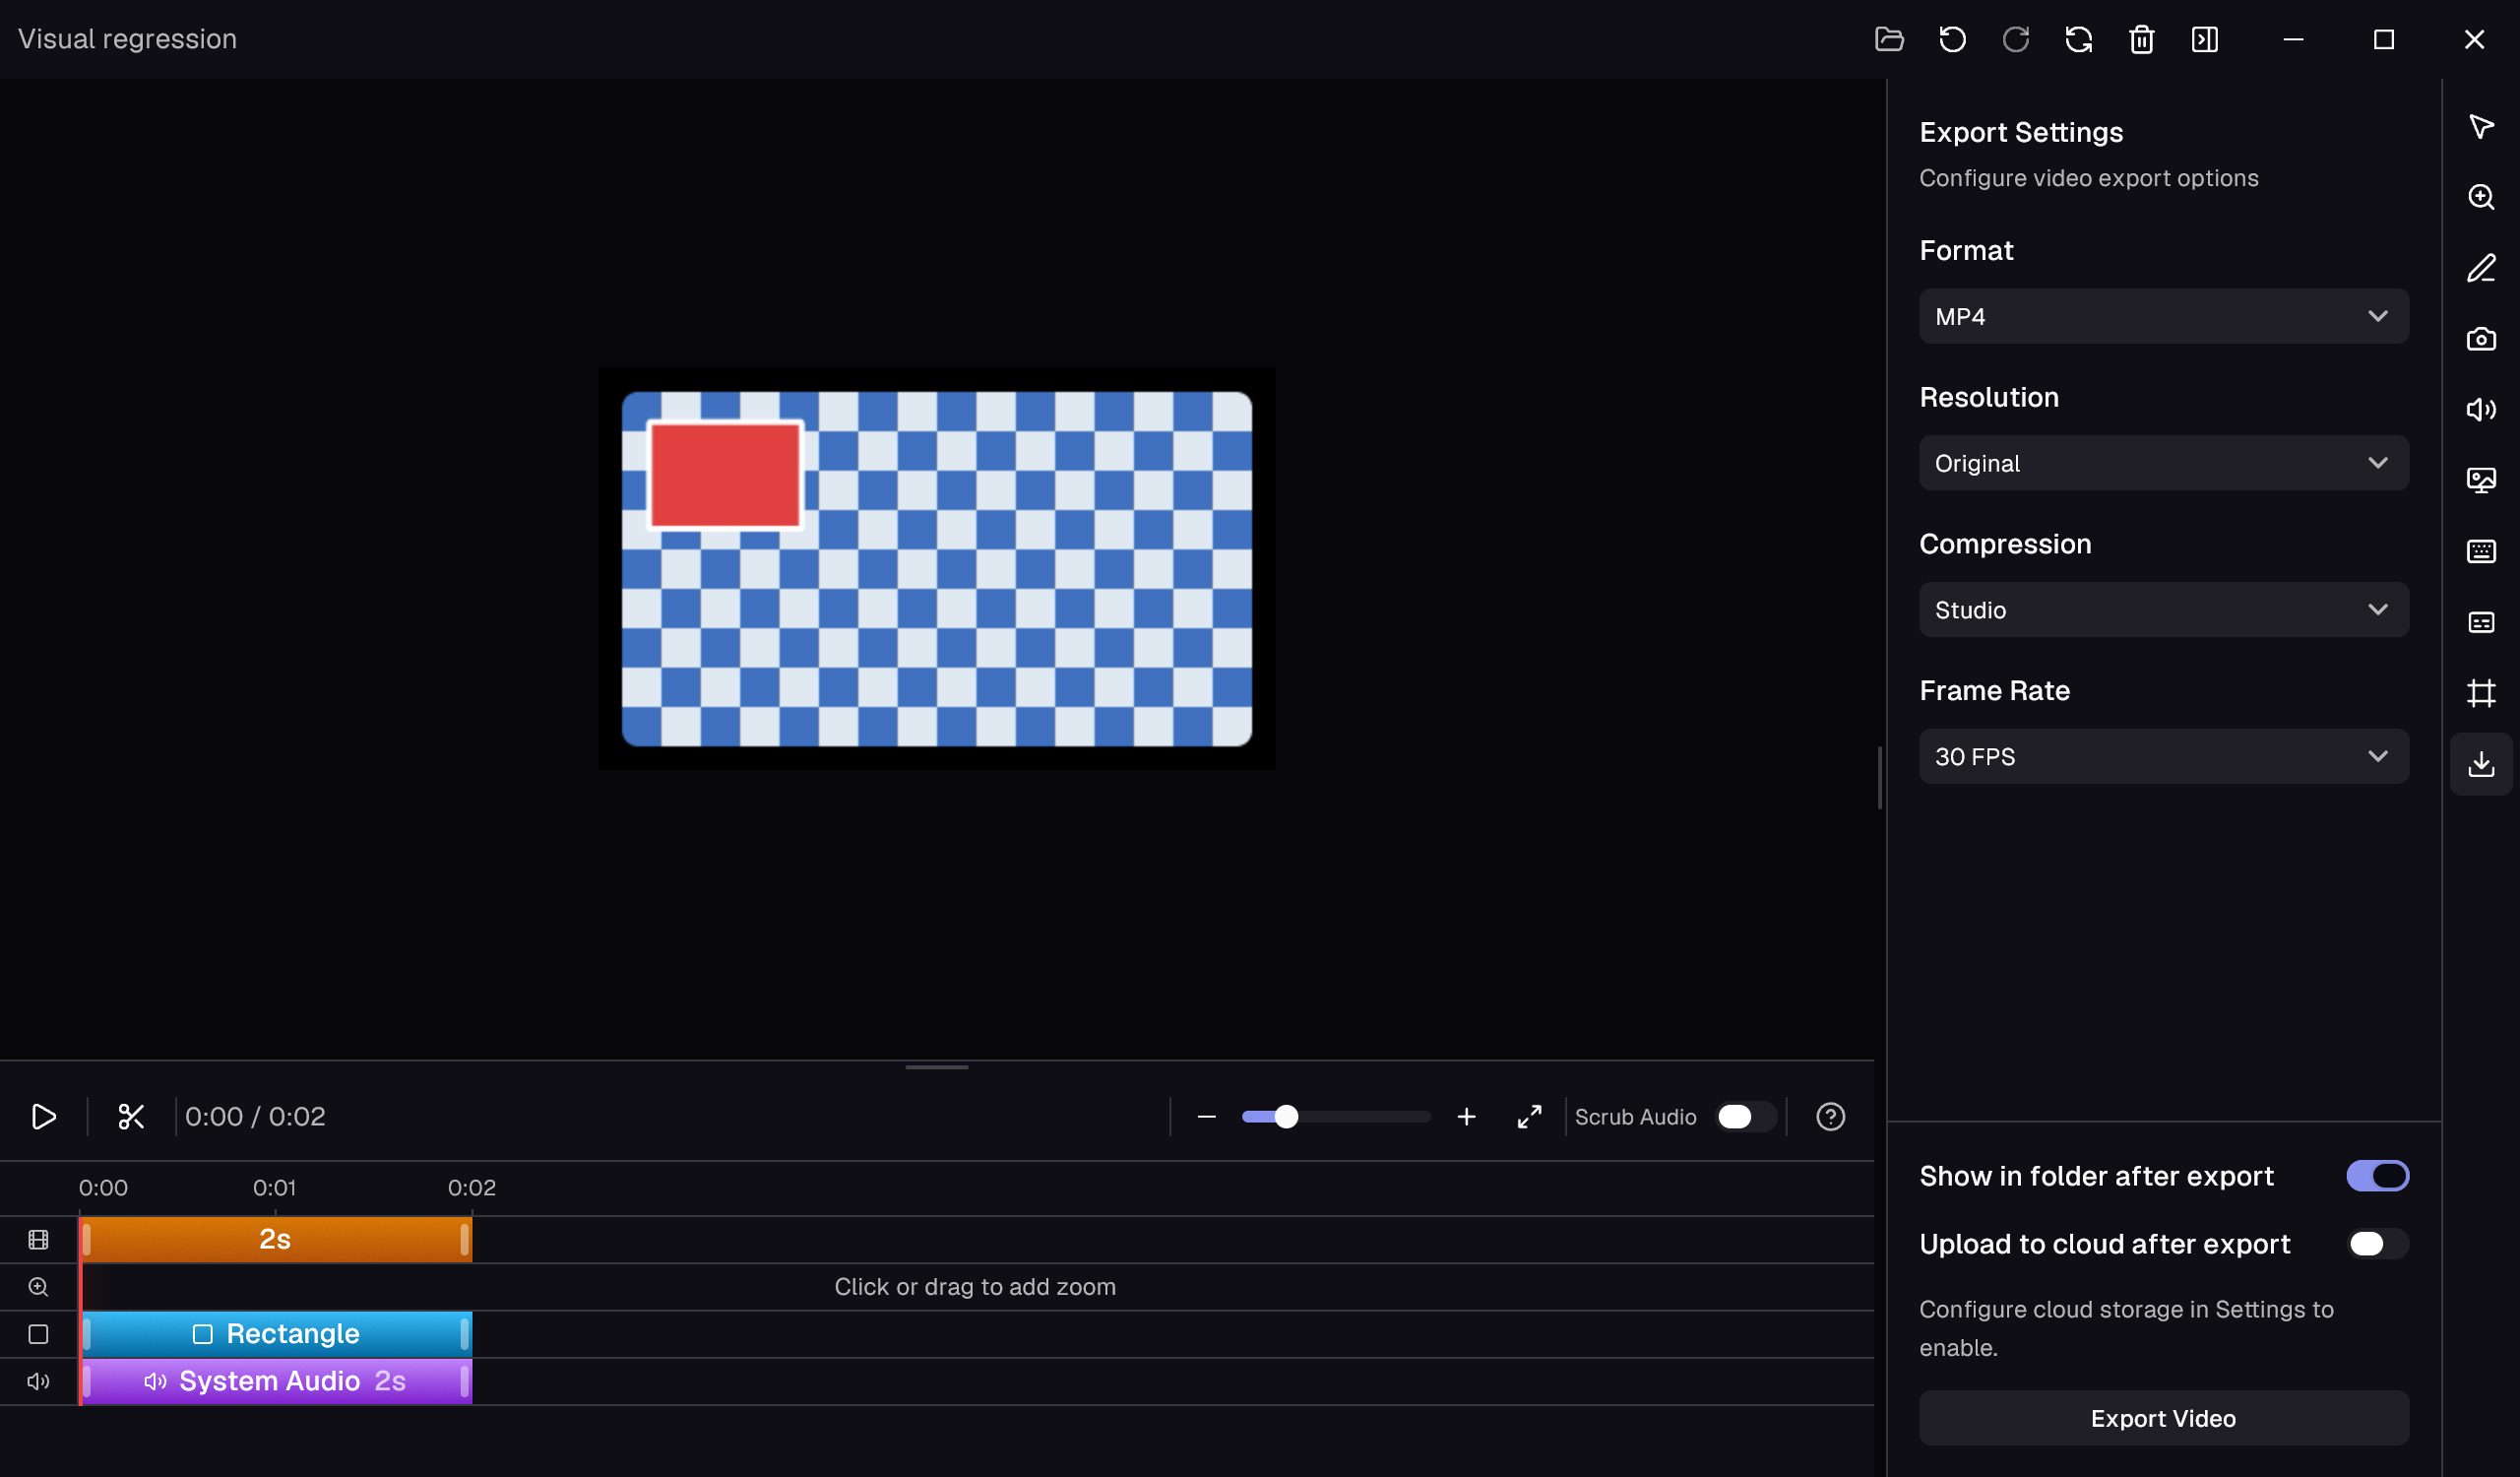 Visual regression
Export Settings
Configure video export options
Format
MP4
Resolution
Original
Compression
Studio
Frame Rate
30 FPS
0:00 / 0:02
Scrub Audio
0:00
0:01
0:02
2s
Click or drag to add zoom
Rectangle
System Audio 2s
Show in folder after export
Upload to cloud after export
Configure cloud storage in Settings to
enable.
Export Video